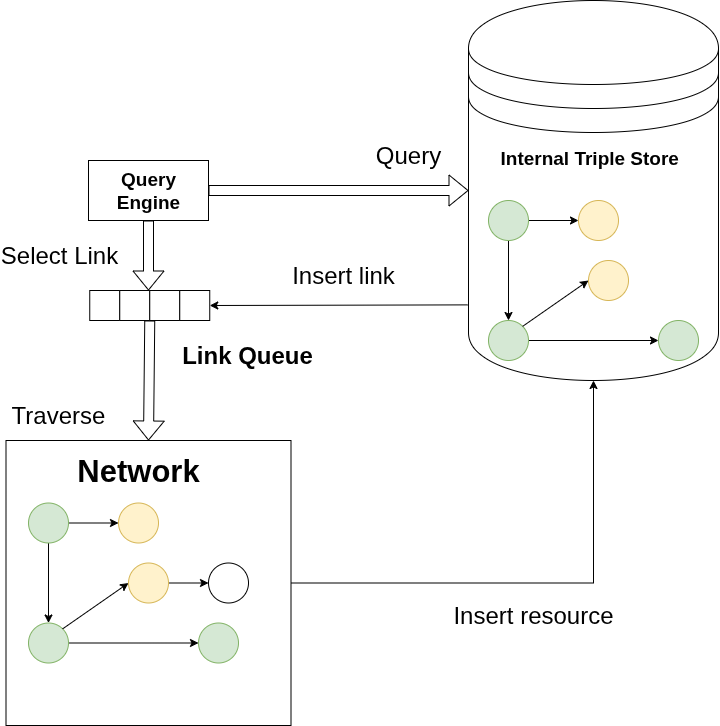 Query
Internal Triple Store
Query
Engine
Select Link
Insert link
Link Queue
Traverse
Network
Insert resource